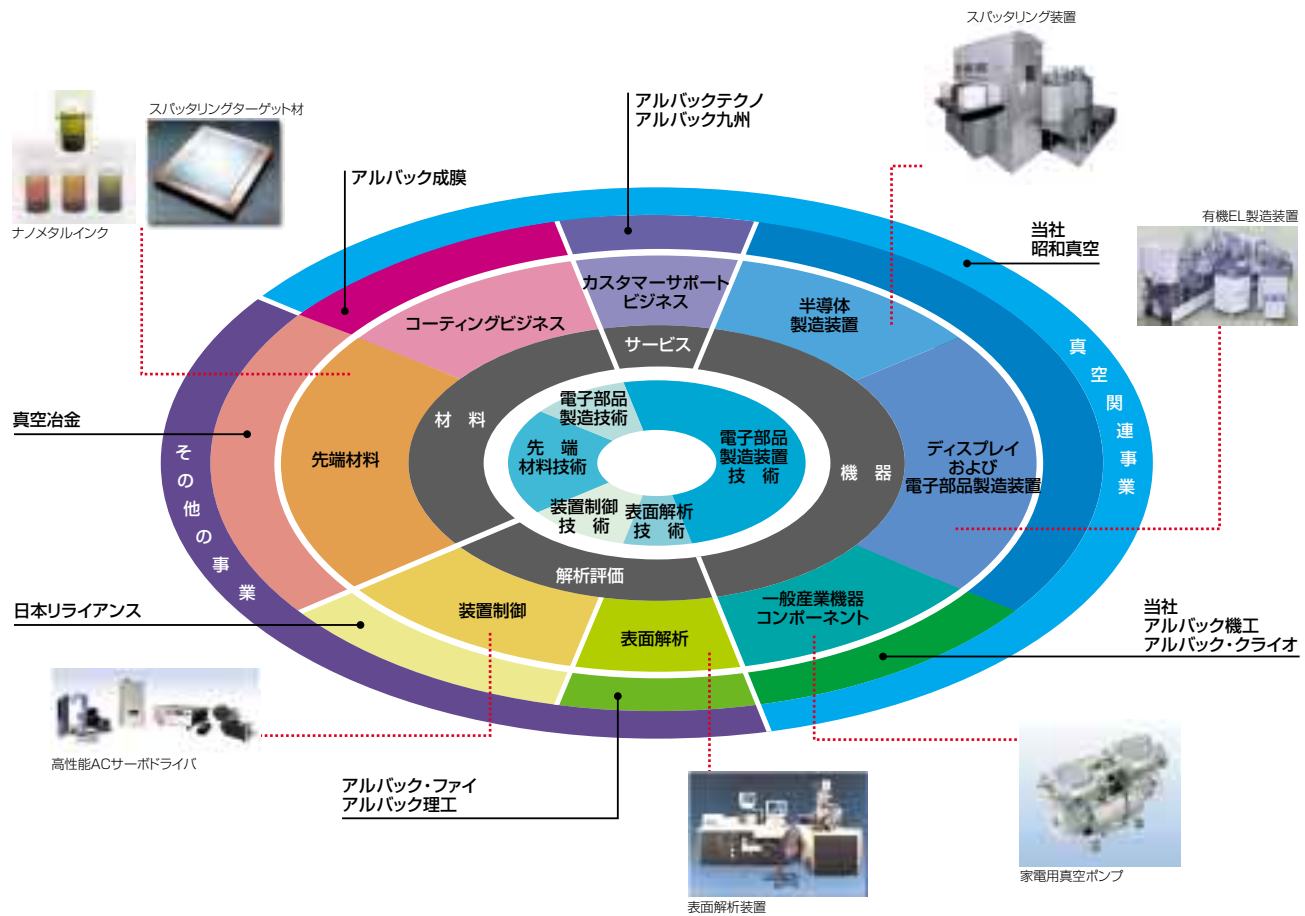 スパッタリング装置
アルバックテクノ
アルバック九州
スパッタリングターゲット材
アルバック成膜
ナノメタルインク
当社
昭和真空
有機EL製造装置
カスタマーサポート
ビジネス
コーティングビジネス
半導体
製造装置
サービス
真空関連事業
材 料
電子部品
製造技術
先 端
材料技術
電子部品
製造装置
技 術
機 器
ディスプレイ
および
電子部品製造装置
真空冶金
先端材料
その他の事業
装置制御
技 術
表面解析
技 術
解析評価
日本リライアンス
装置制御
表面解析
一般産業機器
コンポーネント
当社
アルバック機工
アルバック・クライオ
高性能ACサーボドライバ
アルバック・ファイ
アルバック理工
家電用真空ポンプ
表面解析装置